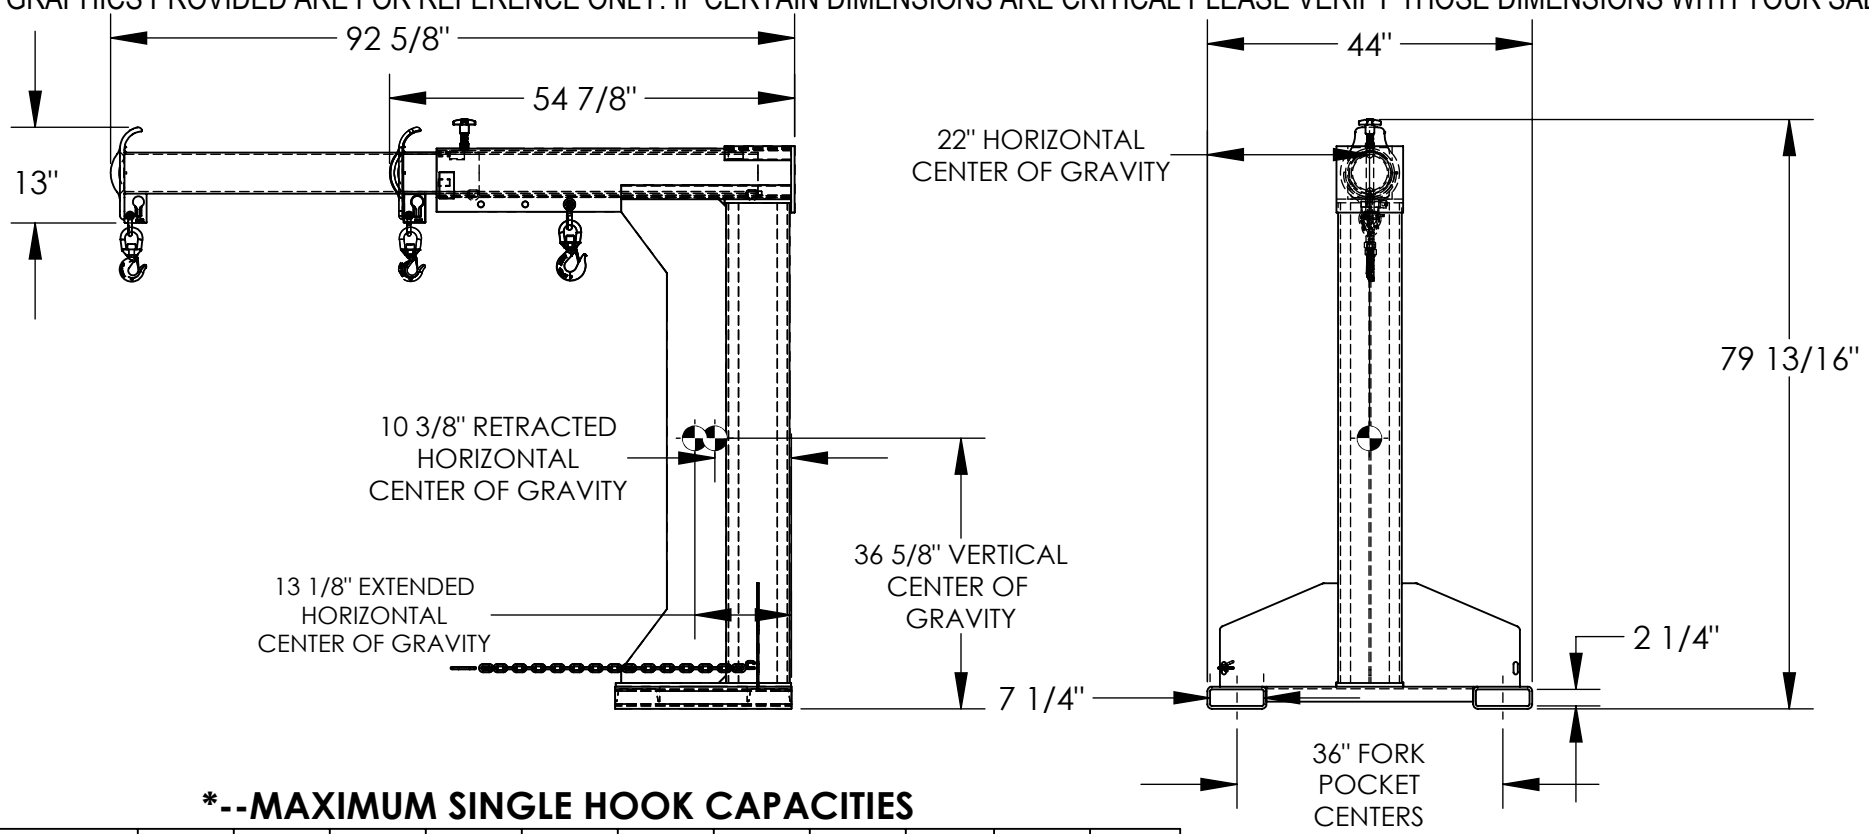 GRAPHICS PROVIDED ARE FOR REFERENCE ONLY. IF CERTAIN DIMENSIONS ARE CRITICAL PLEASE VERIFY THOSE DIMENSIONS WITH YOUR
92 5/8"
54 7/8"
13"
44"
22" HORIZONTAL
CENTER OF GRAVITY
79 13/16"
10 3/8" RETRACTED
HORIZONTAL
CENTER OF GRAVITY
13 1/8" EXTENDED
HORIZONTAL
CENTER OF GRAVITY
36 5/8" VERTICAL
CENTER OF
GRAVITY
2 1/4"
7 1/4"
36" FORK
POCKET
CENTERS
*--MAXIMUM SINGLE HOOK CAPACITIES